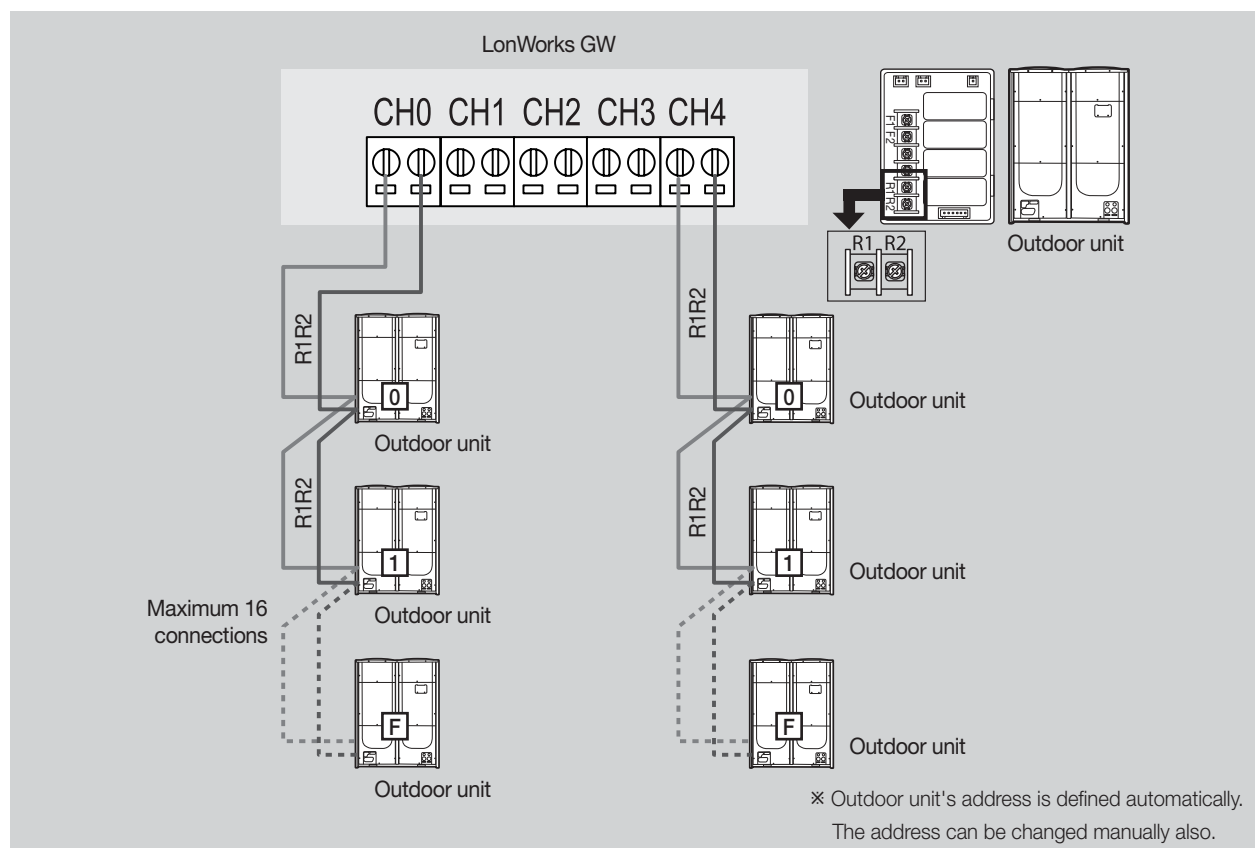 LonWorks GW
CH0 CH1 CH2 CH3 CH4
F1 F2
R1R2
R1 R2
Outdoor unit
R1R2
R1R2
0
Outdoor unit
0
Outdoor unit
R1R2
R1R2
1
Outdoor unit
1
Outdoor unit
Maximum 16
connections
F
Outdoor unit
F
Outdoor unit
※ Outdoor unit's address is defined automatically.
The address can be changed manually also.